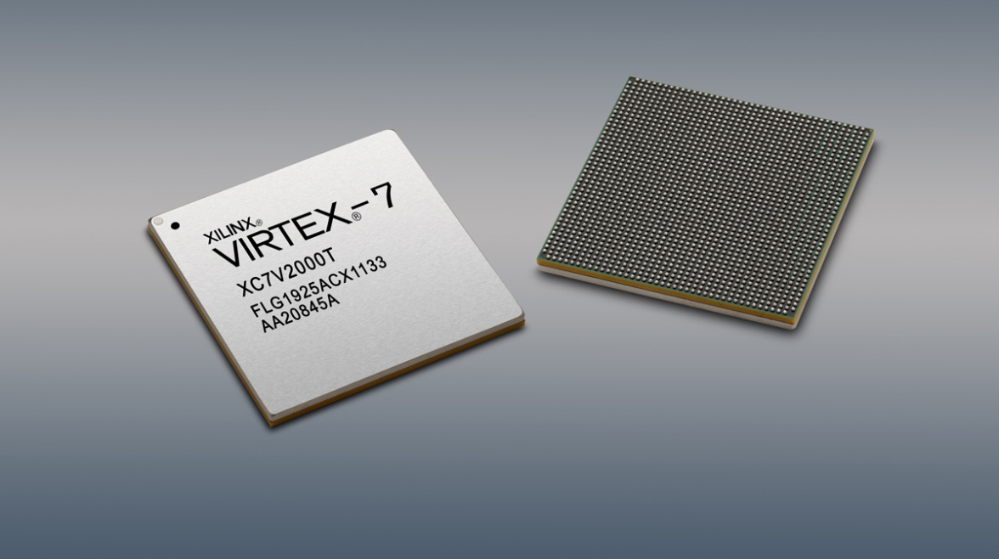 XILINX®
VIRTEX®-7
XC7V2000T
FLG1925ACX1133
AA20845A